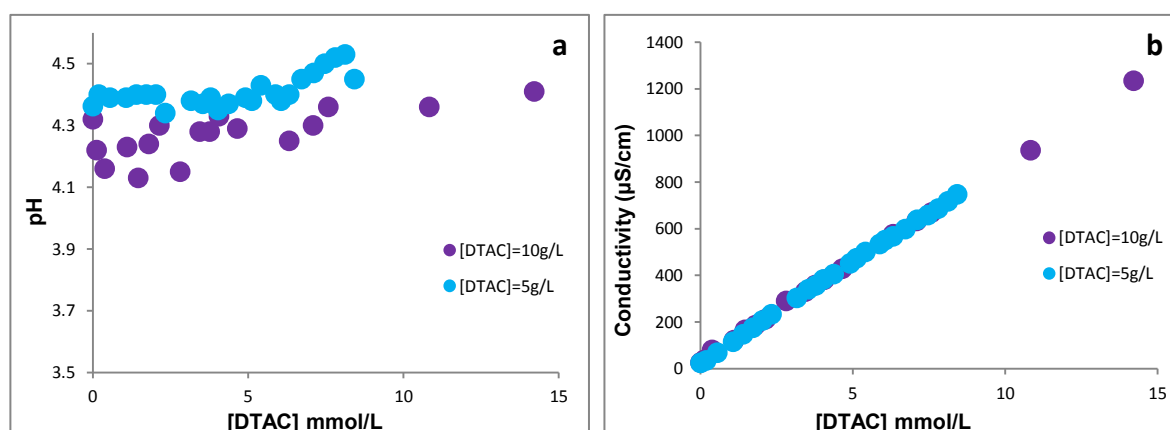 a
4.5
4.3
4.1
3.9
3.7
3.5
pH
[DTAC]=10g/L
[DTAC]=5g/L
0 5 10 15
[DTAC] mmol/L
b
1400
1200
1000
800
600
400
200
0
Conductivity (µS/cm)
[DTAC]=10g/L
[DTAC]=5g/L
0 5 10 15
[DTAC] mmol/L